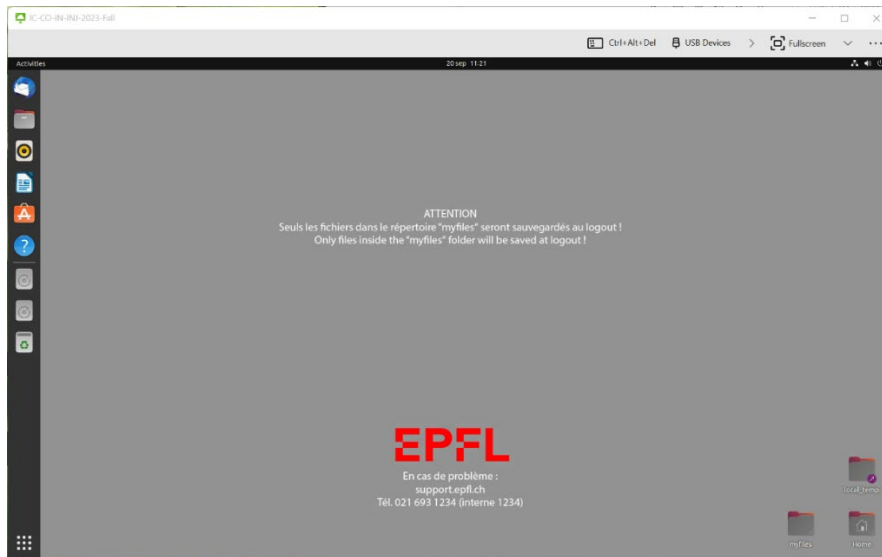 IC-CO-IN-INJ-2023-Fall
Ctrl+Alt+Del USB Devices Fullscreen
Activities 20 sep 11:21
ATTENTION
Seuls les fichiers dans le répertoire "myfiles" seront sauvegardés au logout !
Only files inside the "myfiles" folder will be saved at logout !
EPFL
En cas de problème :
support.epfl.ch
Tél. 021 693 1234 (interne 1234)
local_temp
myfiles Home